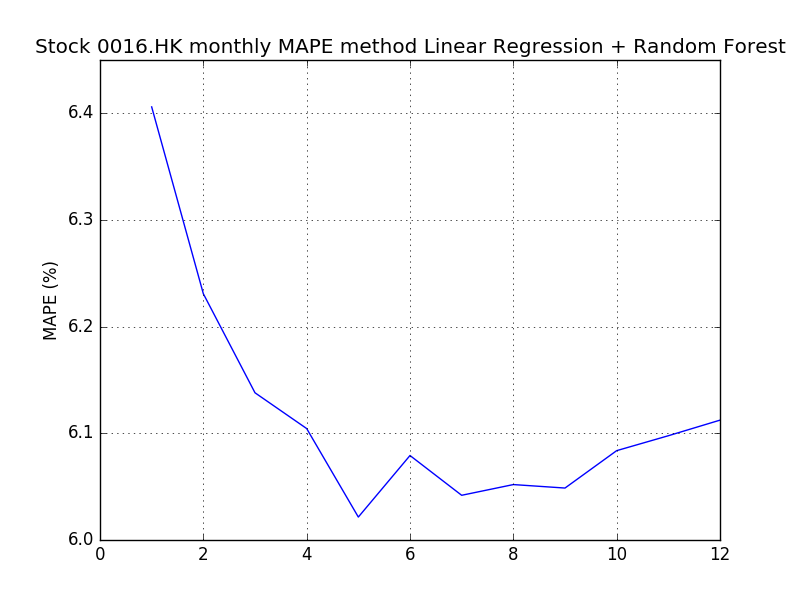 Stock 0016.HK monthly MAPE method Linear Regression + Random Forest
6.4
6.3
6.2
6.1
6.0
MAPE (%)
0 2 4 6 8 10 12